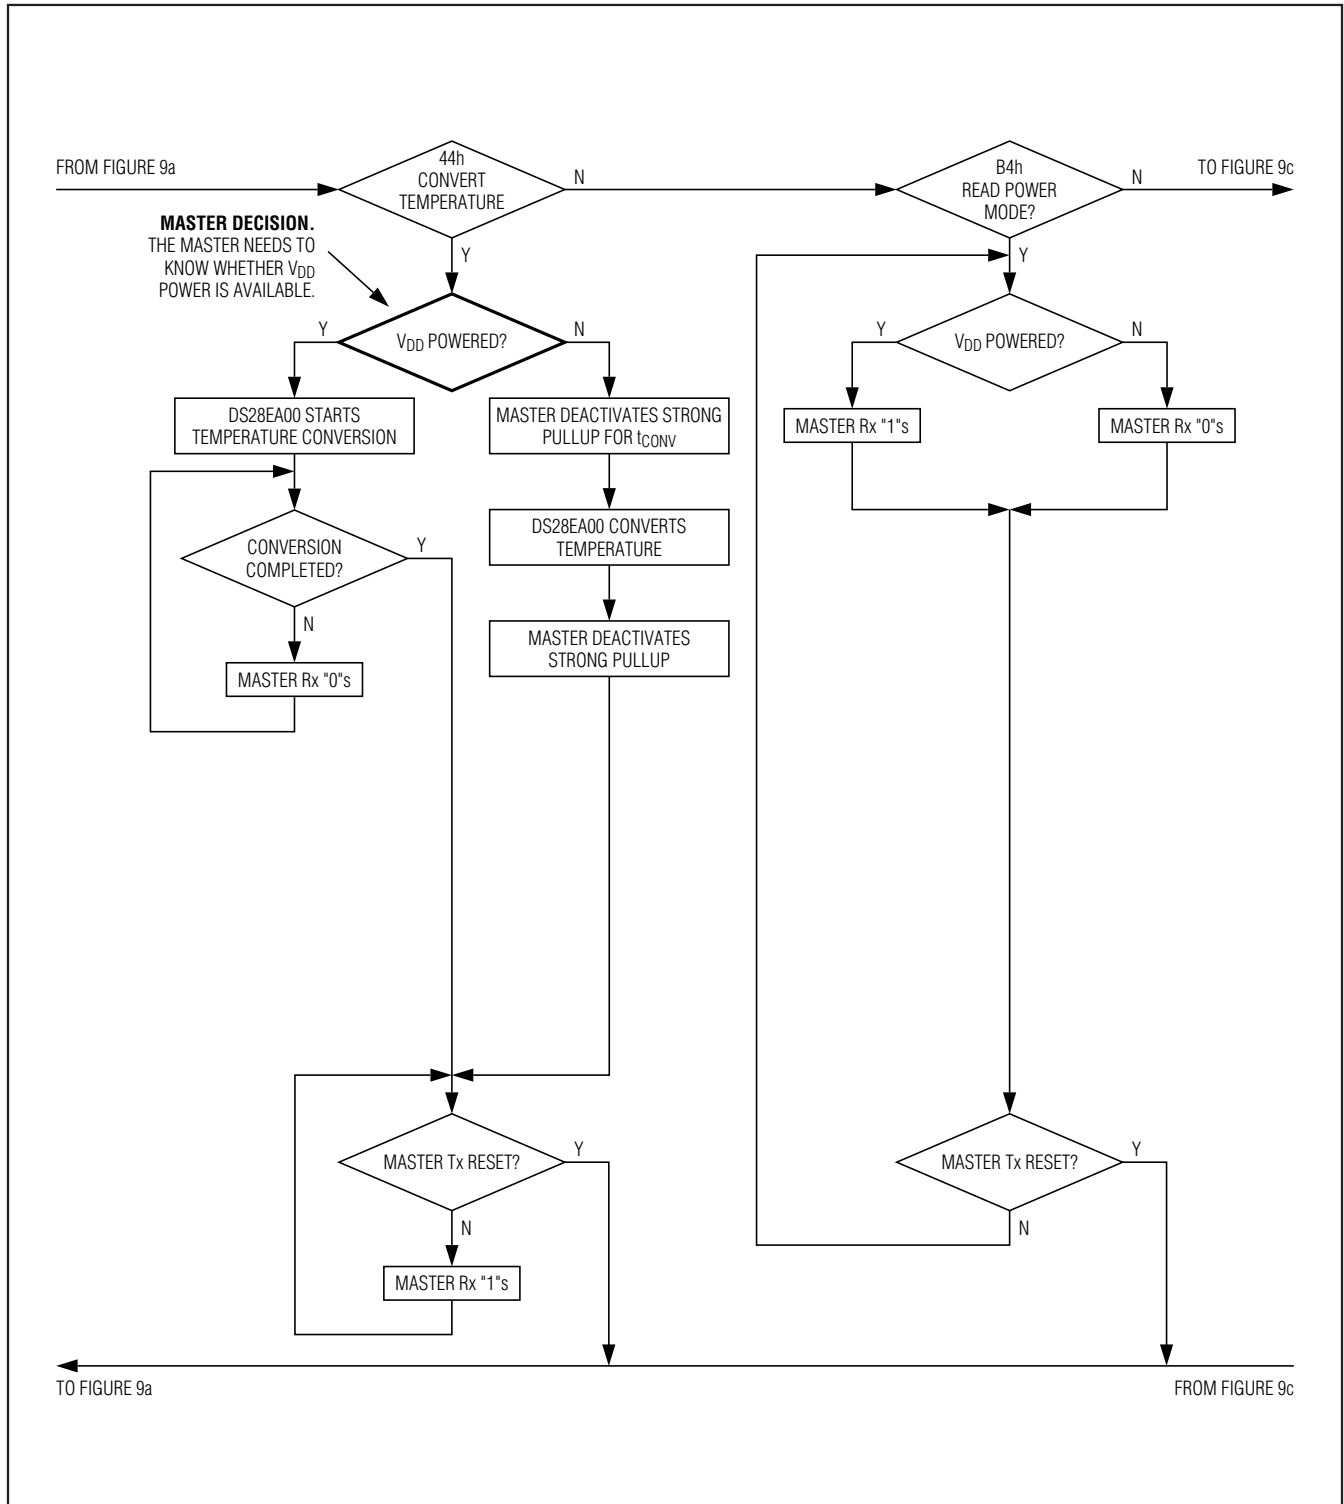 FROM FIGURE 9a
44h
CONVERT
TEMPERATURE
N
B4h
READ POWER
MODE?
N
TO FIGURE 9c
MASTER DECISION.
THE MASTER NEEDS TO
KNOW WHETHER VDD
POWER IS AVAILABLE.
Y
Y
Y
VDD POWERED?
N
Y
VDD POWERED?
N
DS28EA00 STARTS
TEMPERATURE CONVERSION
MASTER DEACTIVATES STRONG
PULLUP FOR tCONV
MASTER Rx "1"s
MASTER Rx "0"s
CONVERSION
COMPLETED?
Y
DS28EA00 CONVERTS
TEMPERATURE
N
MASTER Rx "0"s
MASTER DEACTIVATES
STRONG PULLUP
MASTER Tx RESET?
Y
MASTER Tx RESET?
Y
N
N
MASTER Rx "1"s
TO FIGURE 9a
FROM FIGURE 9c